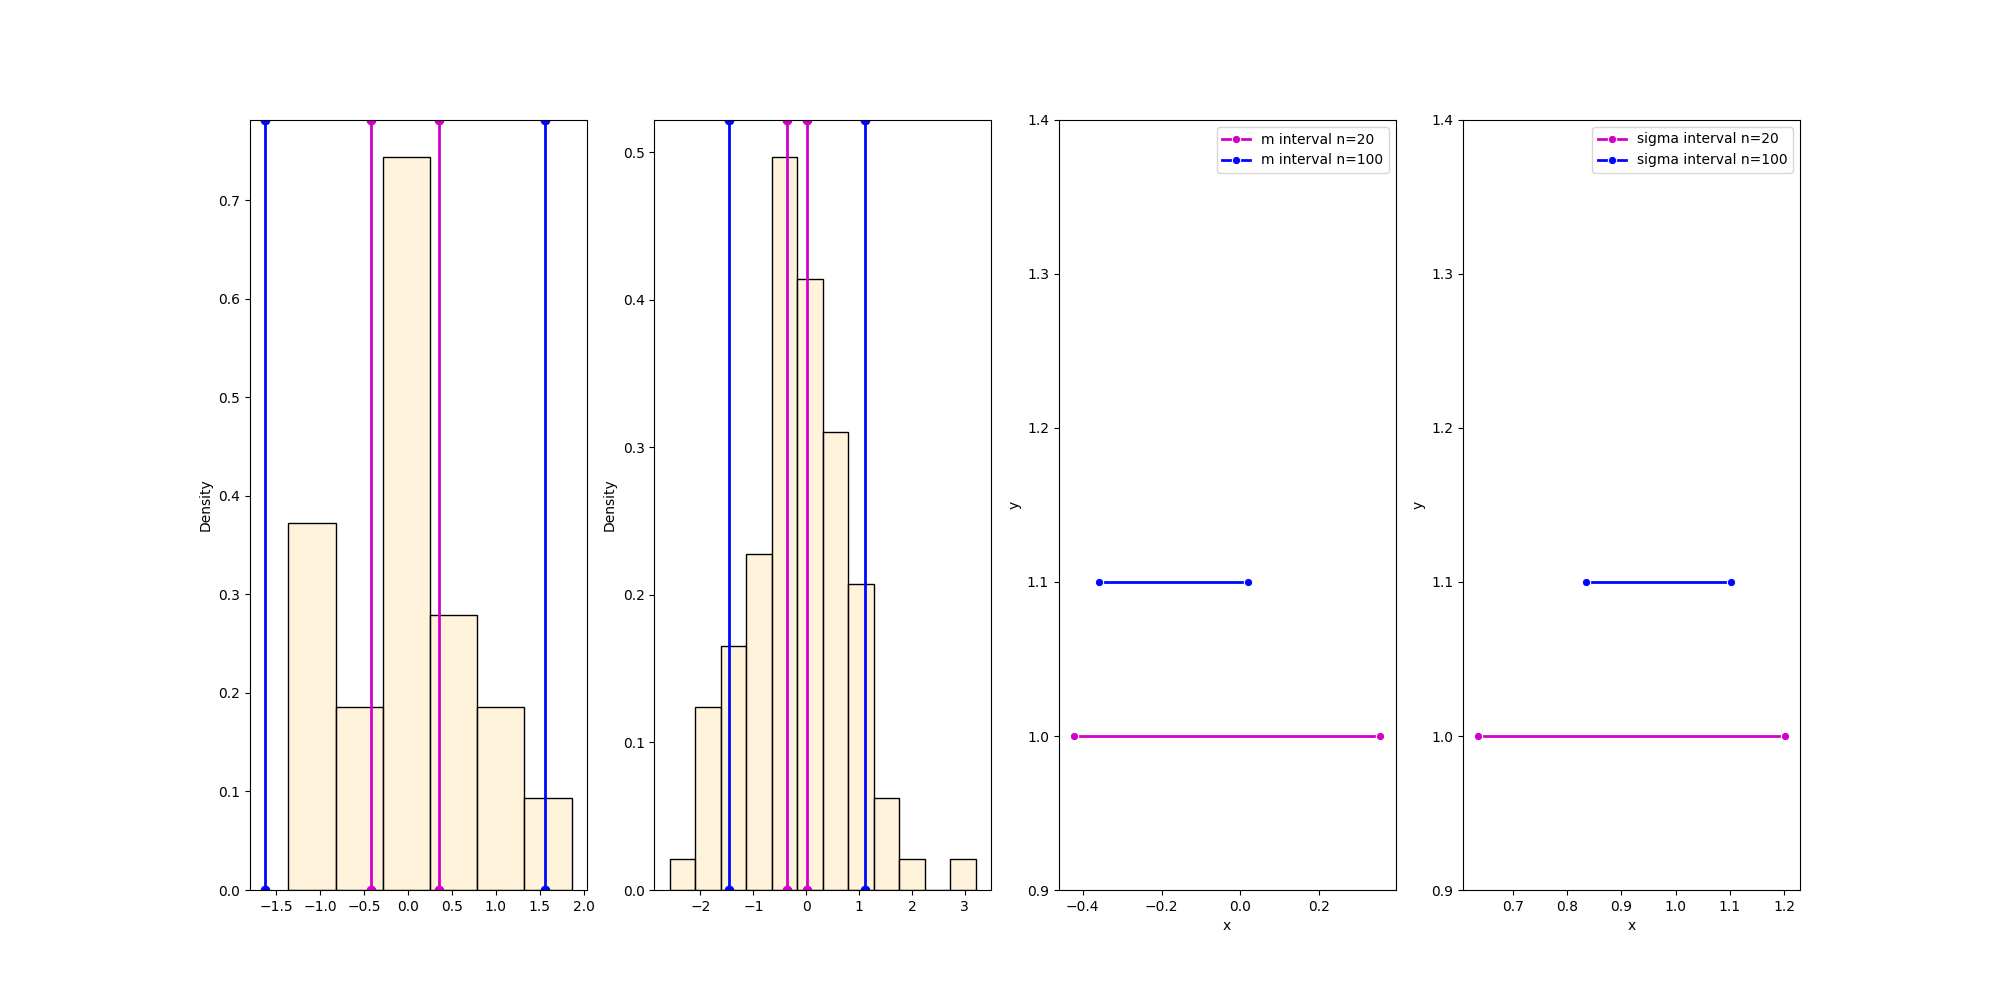 Density
0.7
0.6
0.5
0.4
0.3
0.2
0.1
0.0
−1.5 −1.0 −0.5 0.0 0.5 1.0 1.5 2.0
Density
0.5
0.4
0.3
0.2
0.1
0.0
−2 −1 0 1 2 3
m interval n=20
m interval n=100
y
1.4
1.3
1.2
1.1
1.0
0.9
−0.4 −0.2 0.0 0.2
x
sigma interval n=20
sigma interval n=100
y
1.4
1.3
1.2
1.1
1.0
0.9
0.7 0.8 0.9 1.0 1.1 1.2
x